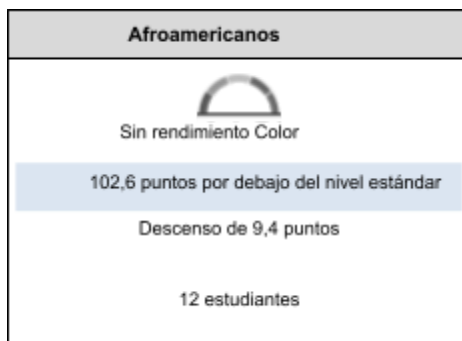 Afroamericanos
Sin rendimiento Color
102,6 puntos por debajo del nivel estándar
Descenso de 9,4 puntos
12 estudiantes